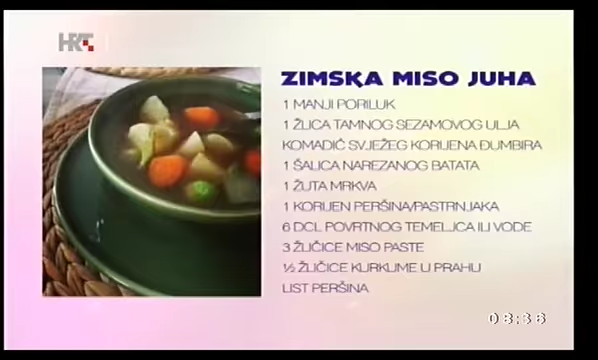 HRT
ZIMSKA MISO JUHA
1 MANJI PORILUK
1 ŽLICA TAMNOG SEZAMOVOG ULJA
KOMADIĆ SVJEŽEG KORIJENA ĐUMBIRA
1 ŠALICA NAREZANOG BATATA
1 ŽUTA MRKVA
1 KORIJEN PERŠINA/PASTRNJAKA
6 DCL POVRTNOG TEMELJCA ILI VODE
3 ŽLIČICE MISO PASTE
½ ŽLIČICE KURKUME U PRAHU
LIST PERŠINA
08:36